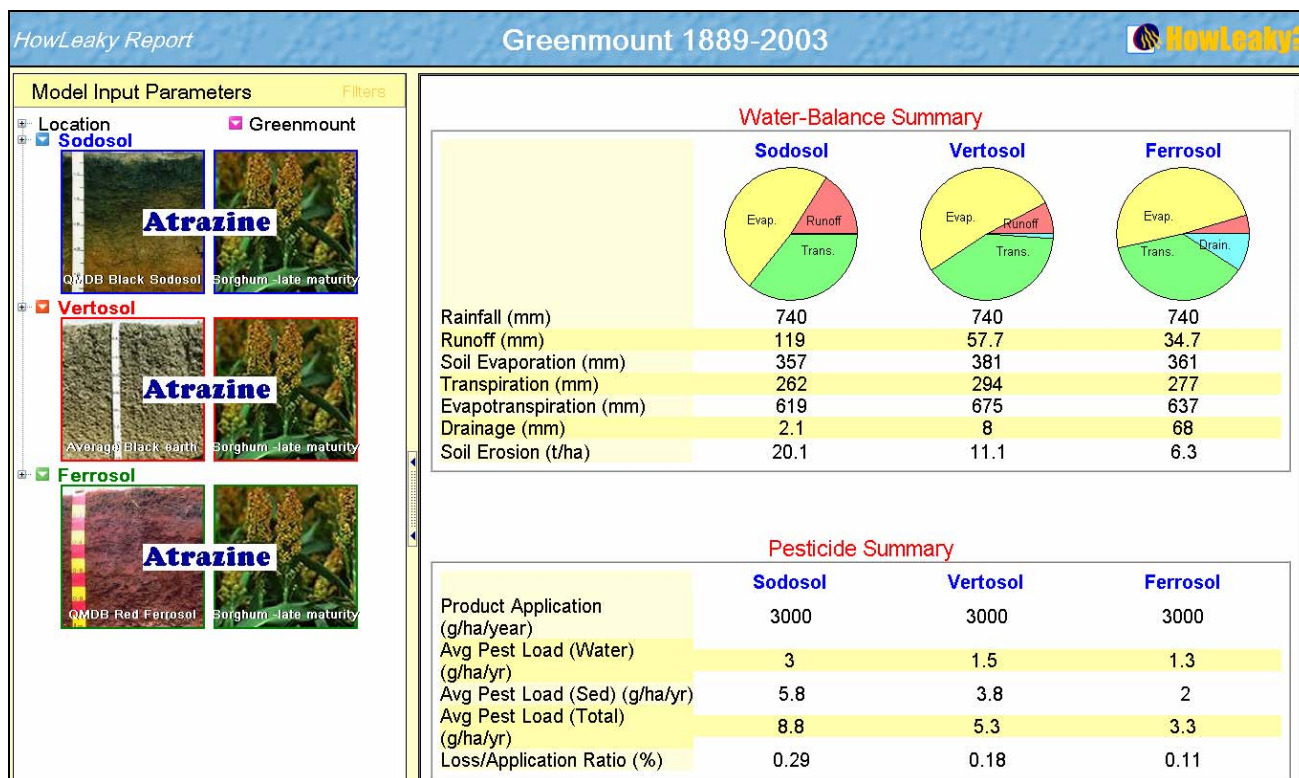 HowLeaky Report
Greenmount 1889-2003
HowLeaky?
Model Input Parameters
Filters
Location
Greenmount
Sodosol
Atrazine
QMDB Black Sodosol
Sorghum -late maturity
Vertosol
Atrazine
Average Black earth
Sorghum -late maturity
Ferrosol
Atrazine
QMDB Red Ferrosol
Sorghum -late maturity
Water-Balance Summary
Sodosol Vertosol Ferrosol
Evap. Runoff Trans.
Evap. Runoff Trans.
Evap. Trans. Drain.
Rainfall (mm) 740 740 740
Runoff (mm) 119 57.7 34.7
Soil Evaporation (mm) 357 381 361
Transpiration (mm) 262 294 277
Evapotranspiration (mm) 619 675 637
Drainage (mm) 2.1 8 68
Soil Erosion (t/ha) 20.1 11.1 6.3
Pesticide Summary
Sodosol Vertosol Ferrosol
Product Application
(g/ha/year) 3000 3000 3000
Avg Pest Load (Water)
(g/ha/yr) 3 1.5 1.3
Avg Pest Load (Sed) (g/ha/yr) 5.8 3.8 2
Avg Pest Load (Total)
(g/ha/yr) 8.8 5.3 3.3
Loss/Application Ratio (%) 0.29 0.18 0.11